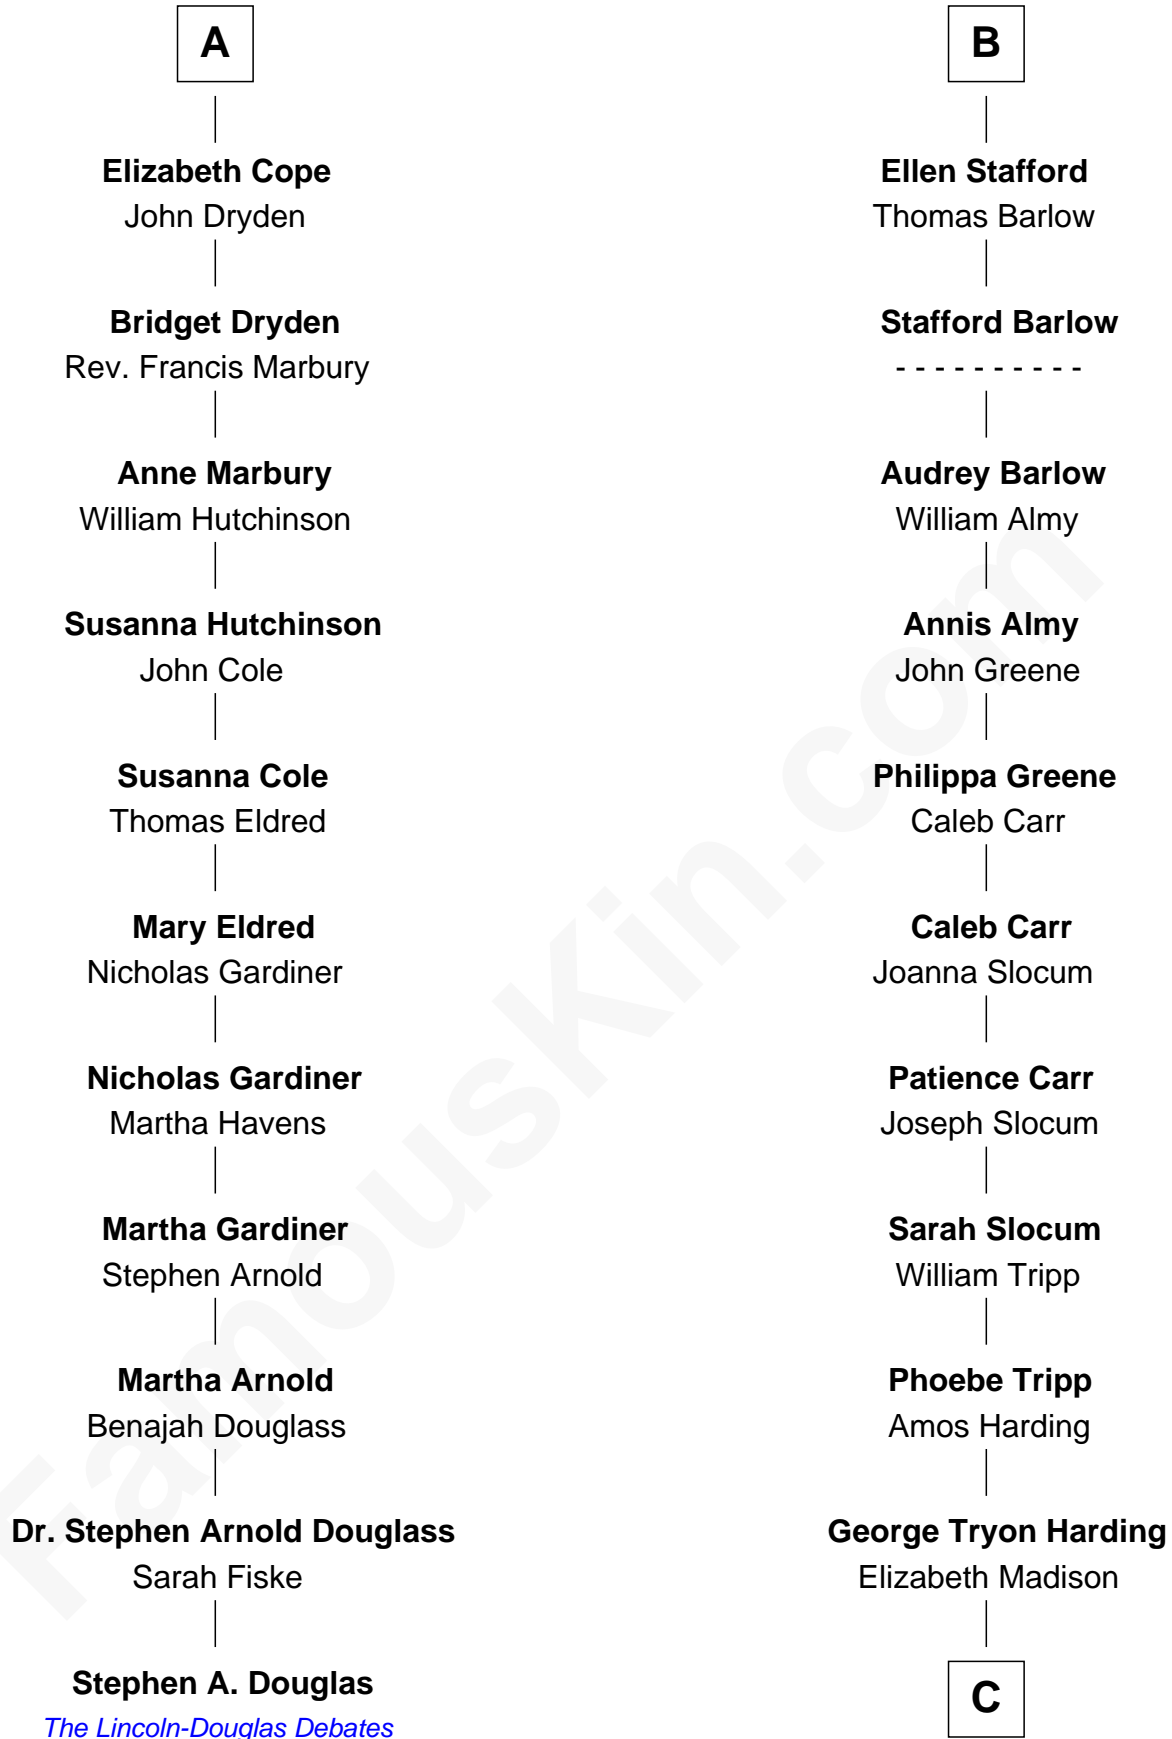 A
Elizabeth Cope
John Dryden
Bridget Dryden
Rev. Francis Marbury
Anne Marbury
William Hutchinson
Susanna Hutchinson
John Cole
Susanna Cole
Thomas Eldred
Mary Eldred
Nicholas Gardiner
Nicholas Gardiner
Martha Havens
Martha Gardiner
Stephen Arnold
Martha Arnold
Benajah Douglass
Dr. Stephen Arnold Douglass
Sarah Fiske
Stephen A. Douglas
The Lincoln-Douglas Debates
B
Ellen Stafford
Thomas Barlow
Stafford Barlow
- - - - - - - - - -
Audrey Barlow
William Almy
Annis Almy
John Greene
Philippa Greene
Caleb Carr
Caleb Carr
Joanna Slocum
Patience Carr
Joseph Slocum
Sarah Slocum
William Tripp
Phoebe Tripp
Amos Harding
George Tryon Harding
Elizabeth Madison
C
FamousKin.com